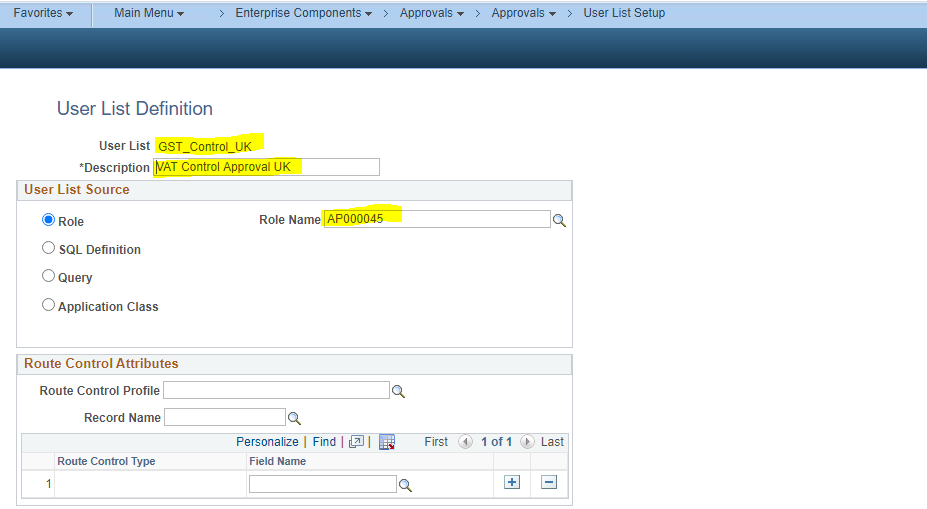 Favorites Main Menu > Enterprise Components > Approvals > Approvals > User List Setup
User List Definition
User List GST_Control_UK
*Description VAT Control Approval UK
User List Source
Role Role Name AP000045
SQL Definition
Query
Application Class
Route Control Attributes
Route Control Profile
Record Name
Personalize | Find | | First 1 of 1 Last
Route Control Type Field Name
1